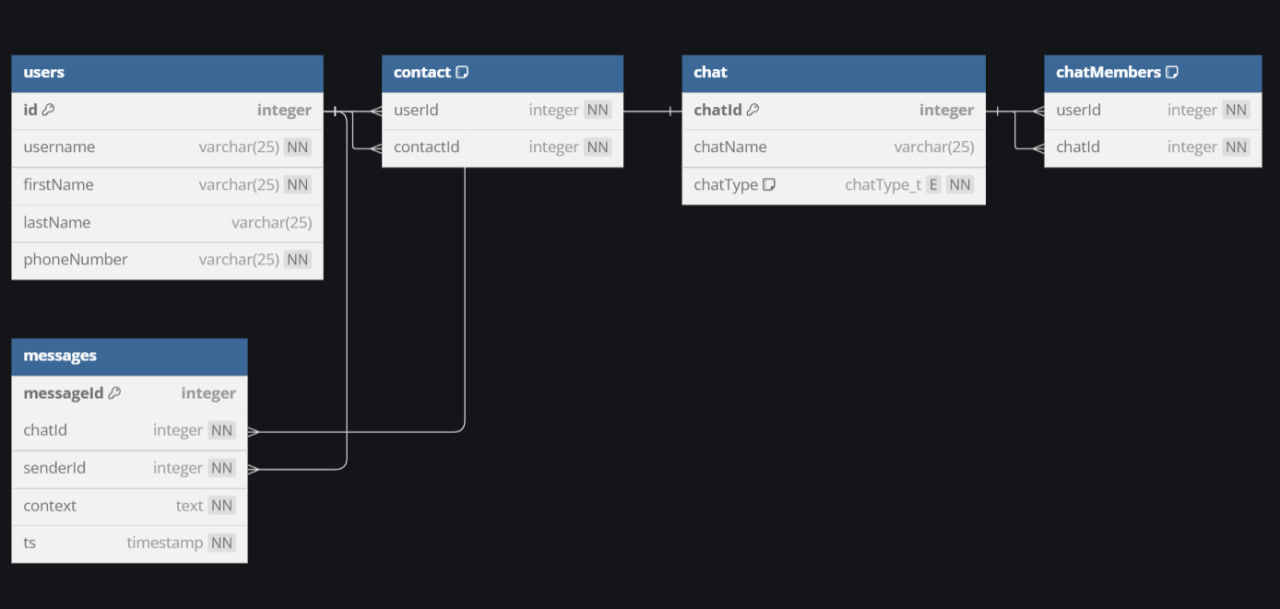 users
id integer
username varchar(25) NN
firstName varchar(25) NN
lastName varchar(25)
phoneNumber varchar(25) NN
contact
userId integer NN
contactId integer NN
chat
chatId integer
chatName varchar(25)
chatType chatType_t E NN
chatMembers
userId integer NN
chatId integer NN
messages
messageId integer
chatId integer NN
senderId integer NN
context text NN
ts timestamp NN